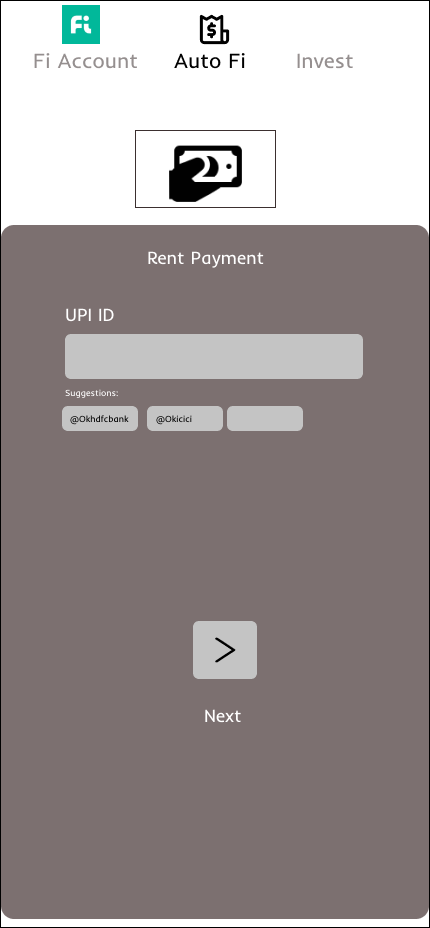 Fi
Fi Account
Auto Fi
Invest
Rent Payment
UPI ID
Suggestions:
@Okhdfcbank
@Okicici
>
Next